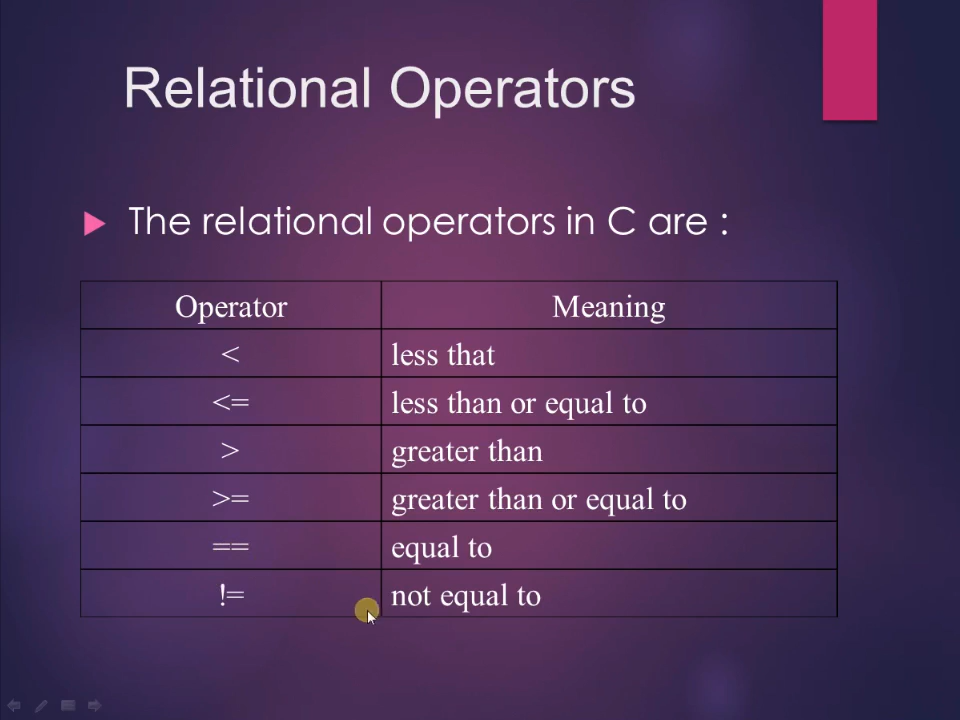 Relational Operators
The relational operators in C are :
Operator Meaning
< less that
<= less than or equal to
> greater than
>= greater than or equal to
== equal to
!= not equal to